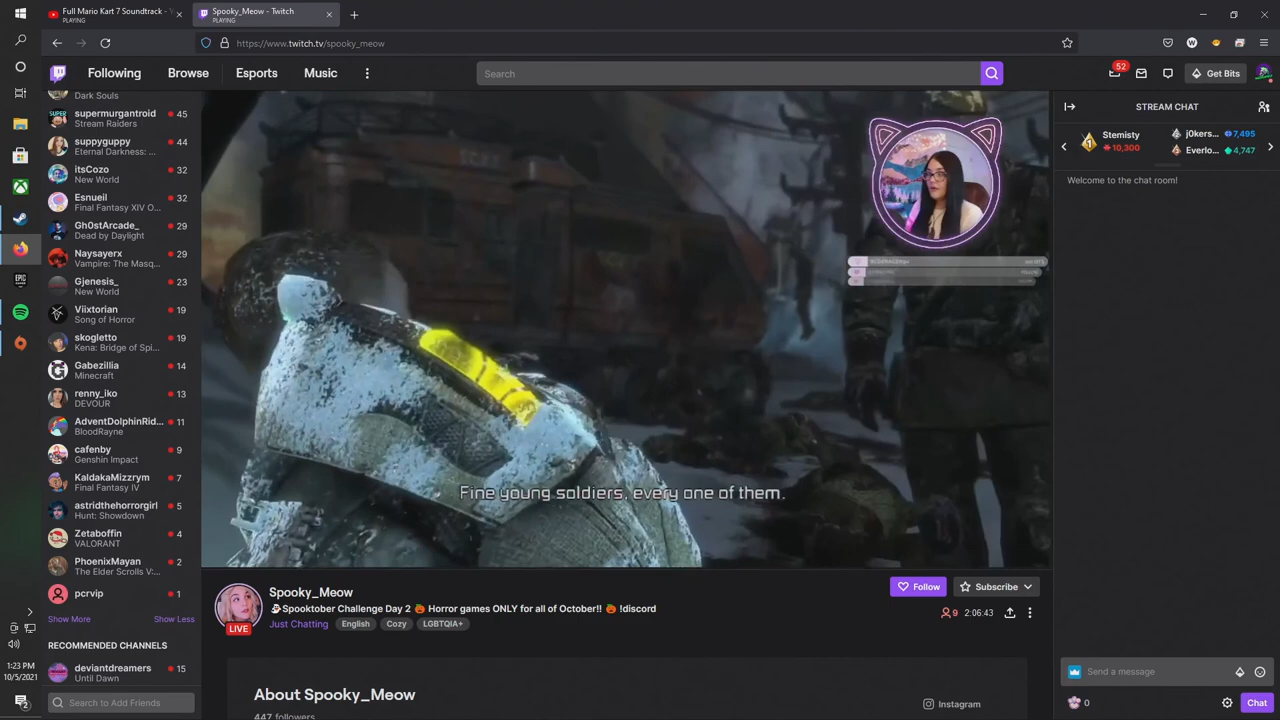 Full Mario Kart 7 Soundtrack -
PLAYING
Spooky_Meow - Twitch
PLAYING
https://www.twitch.tv/spooky_meow
Following
Browse
Esports
Music
Search
52
Get Bits
Dark Souls
supermurgantroid
45
Stream Raiders
suppyguppy
44
Eternal Darkness: ...
itsCozo
32
New World
Esnueil
32
Final Fantasy XIV O...
Gh0stArcade_
29
Dead by Daylight
Naysayerx
29
Vampire: The Masq...
Gjenesis_
23
New World
Viixtorian
19
Song of Horror
skogletto
19
Kena: Bridge of Spi...
Gabezillia
14
Minecraft
renny_iko
13
DEVOUR
AdventDolphinRid...
11
BloodRayne
cafenby
9
Genshin Impact
KaldakaMizzrym
7
Final Fantasy IV
astridthehorrorgirl
5
Hunt: Showdown
Zetaboffin
4
VALORANT
PhoenixMayan
2
The Elder Scrolls V:...
pcrvip
1
Show More
Show Less
RECOMMENDED CHANNELS
deviantdreamers
15
Until Dawn
Search to Add Friends
1:23 PM
10/5/2021
2
EPIC
SUPER
Fine young soldiers, every one of them.
LIVE
Spooky_Meow
Spooktober Challenge Day 2 🎃 Horror games ONLY for all of October!! 🎃 !discord
Just Chatting
English
Cozy
LGBTQIA+
Follow
Subscribe
9
2:06:43
About Spooky_Meow
447 followers
Instagram
STREAM CHAT
1
Stemisty
10,300
j0kers...
7,495
Everlo...
4,747
Welcome to the chat room!
Send a message
0
Chat